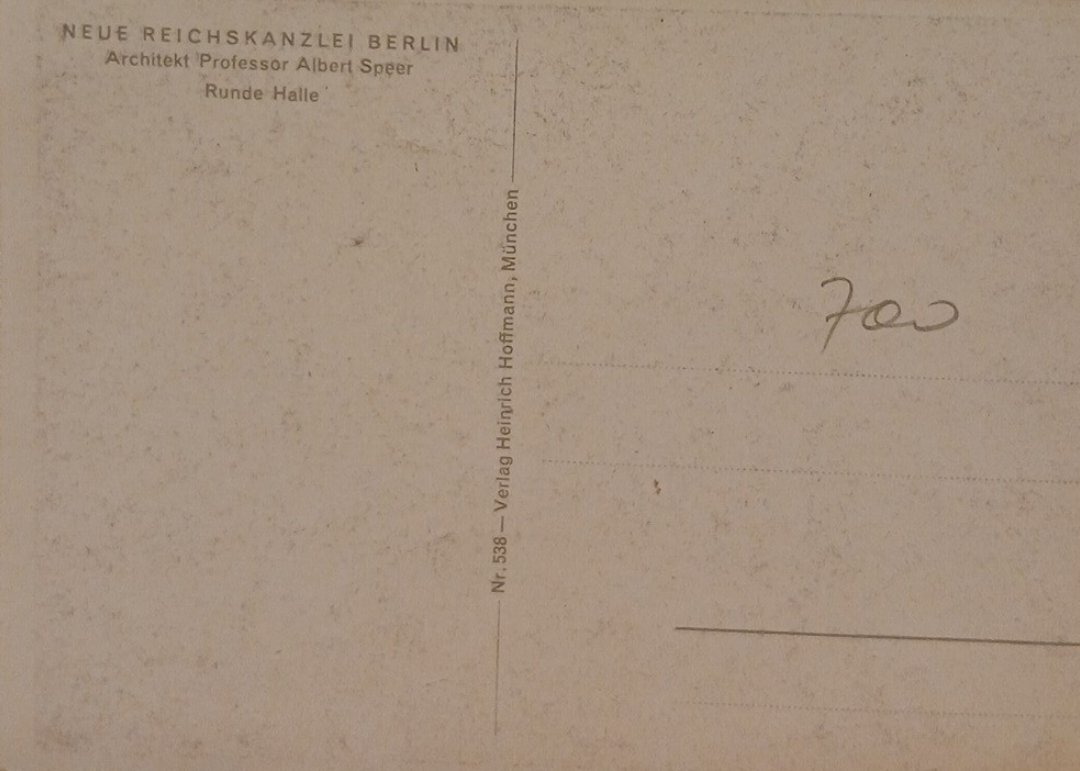 NEUE REICHSKANZLEI BERLIN
Architekt Professor Albert Speer
Runde Halle
Nr. 538 — Verlag Heinrich Hoffmann, München
700